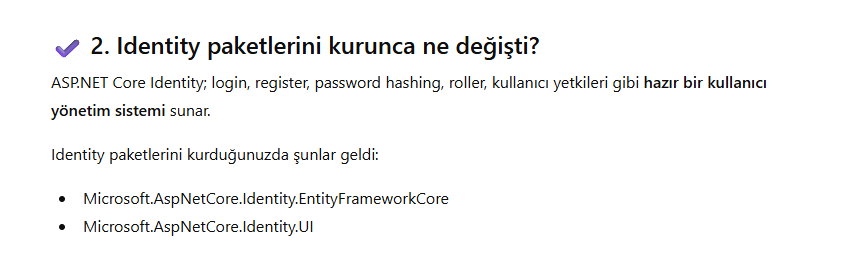 ✔ 2. Identity paketlerini kurunca ne değişti?
ASP.NET Core Identity; login, register, password hashing, roller, kullanıcı yetkileri gibi hazır bir kullanıcı
yönetim sistemi sunar.
Identity paketlerini kurduğunuzda şunlar geldi:
• Microsoft.AspNetCore.Identity.EntityFrameworkCore
• Microsoft.AspNetCore.Identity.UI